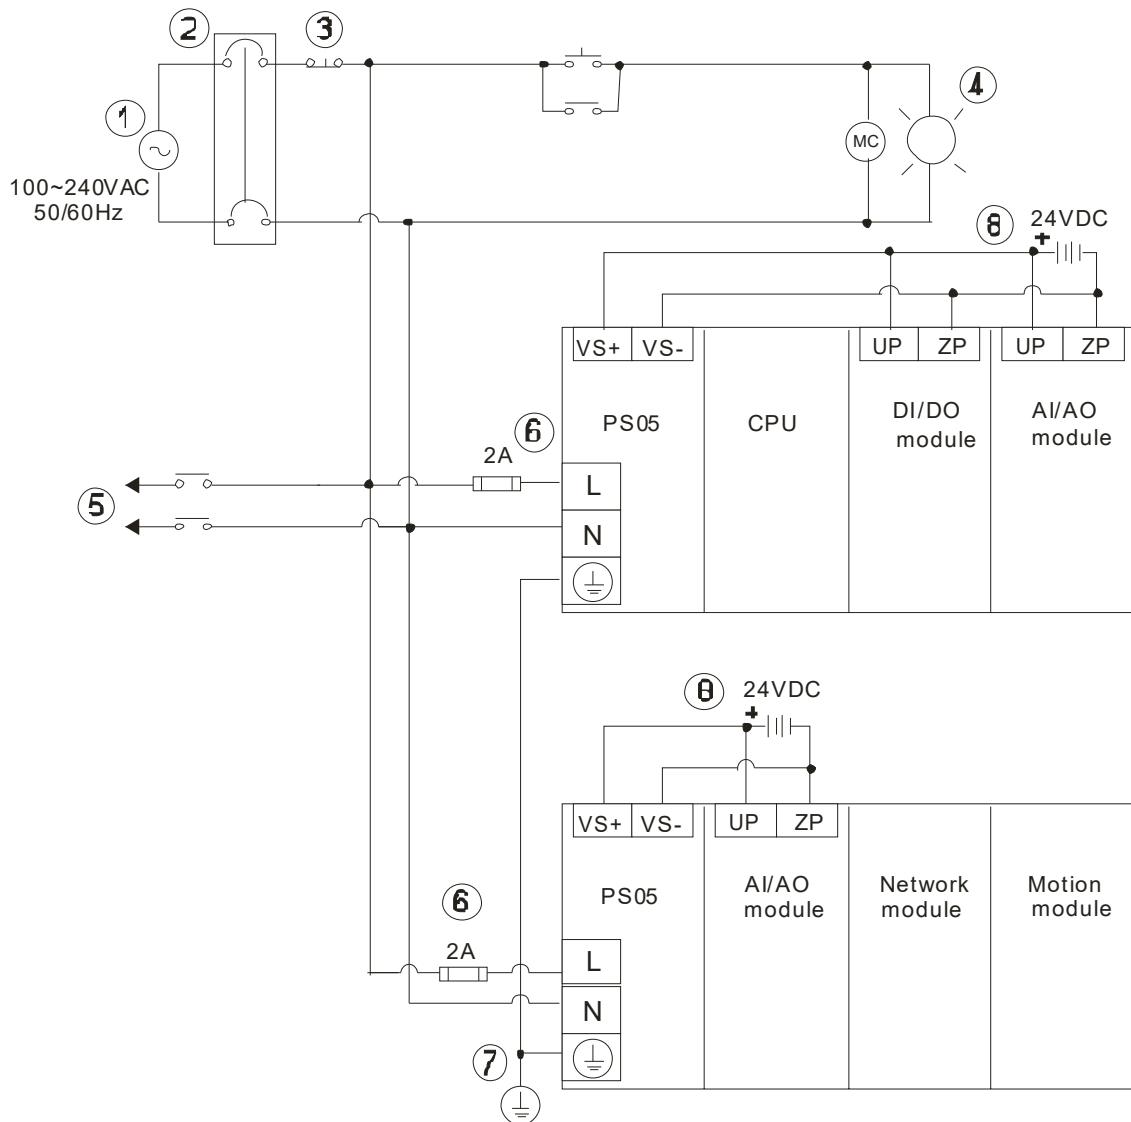 2
3
1
4
MC
100~240VAC
50/60Hz
8
24VDC
+
VS+ VS- UP ZP UP ZP
PS05 CPU DI/DO module AI/AO module
6
2A
L
5
N
8
24VDC
+
VS+ VS- UP ZP
PS05 AI/AO module Network module Motion module
6
2A
L
N
7